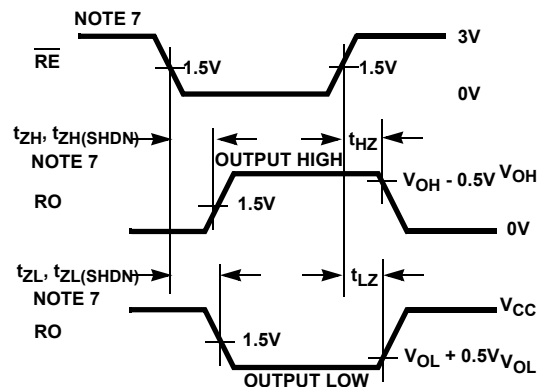 NOTE 7
3V
RE
1.5V
1.5V
0V
tZH, tZH(SHDN)
NOTE 7
tHZ
OUTPUT HIGH
VOH - 0.5V
VOH
RO
1.5V
0V
tZL, tZL(SHDN)
NOTE 7
tLZ
VCC
RO
1.5V
VOL + 0.5V
VOL
OUTPUT LOW